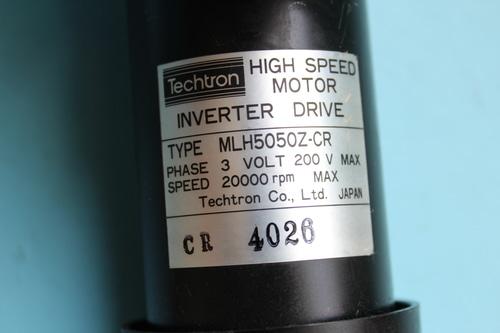 Techtron HIGH SPEED
MOTOR
INVERTER DRIVE
TYPE MLH5050Z-CR
PHASE 3 VOLT 200 V MAX
SPEED 20000 rpm MAX
Techtron Co., Ltd. JAPAN
CR 4026